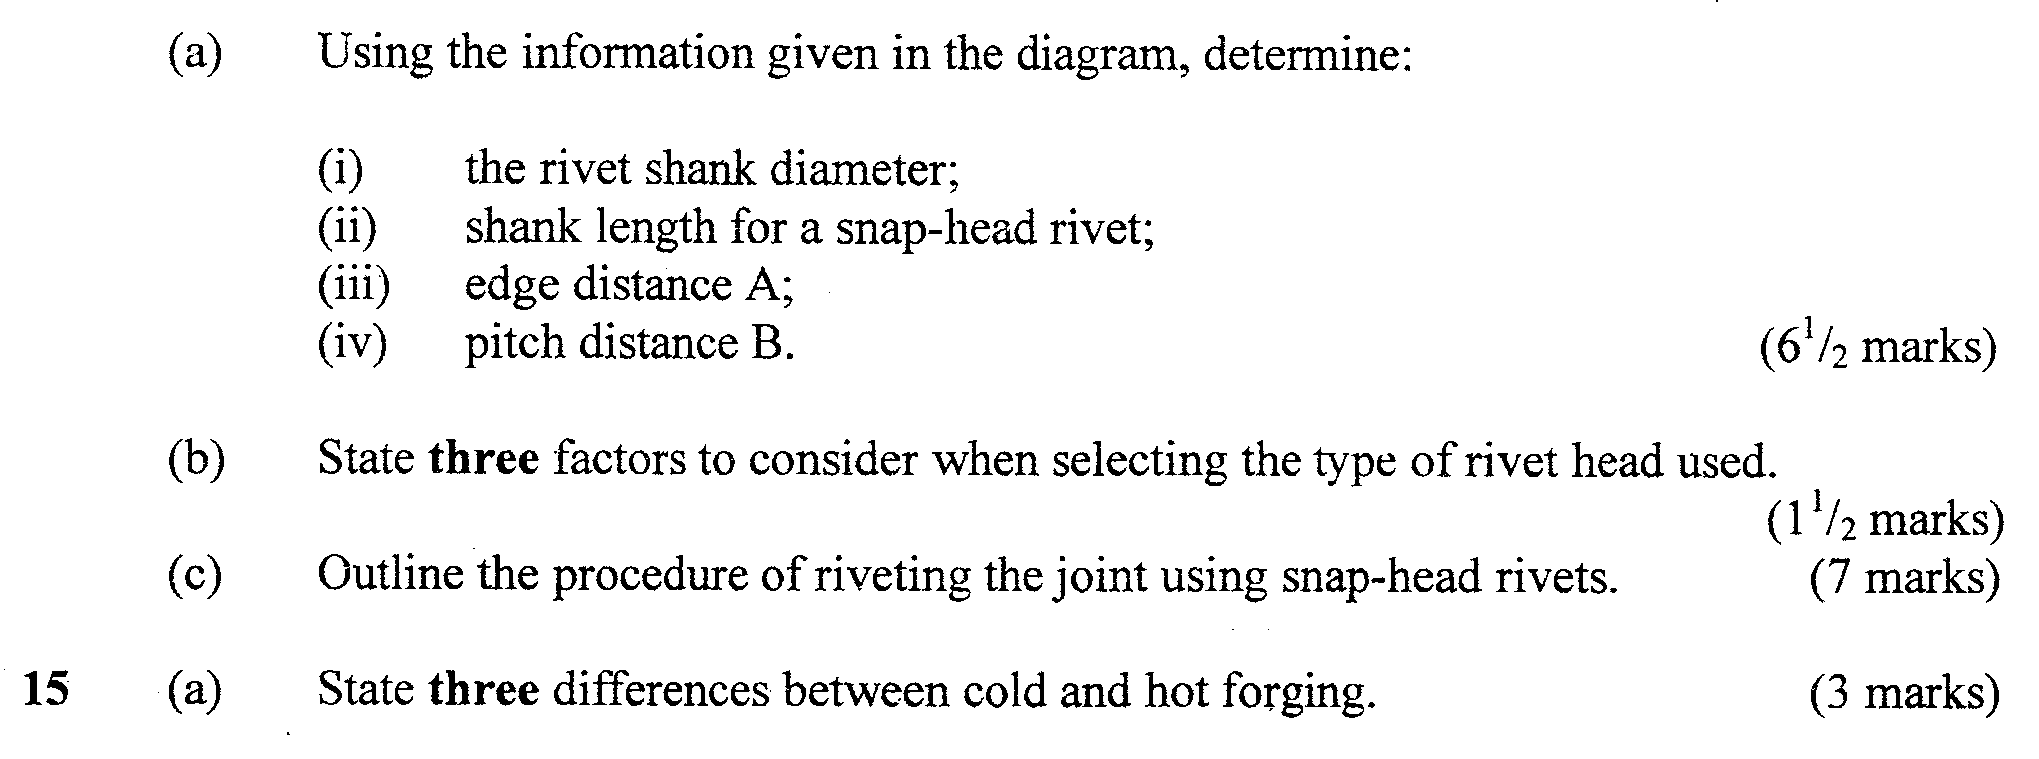 (a) Using the information given in the diagram, determine:
(i) the rivet shank diameter;
(ii) shank length for a snap-head rivet;
(iii) edge distance A;
(iv) pitch distance B. (6 1/2 marks)
(b) State three factors to consider when selecting the type of rivet head used.
(1 1/2 marks)
(c) Outline the procedure of riveting the joint using snap-head rivets. (7 marks)
15 (a) State three differences between cold and hot forging. (3 marks)